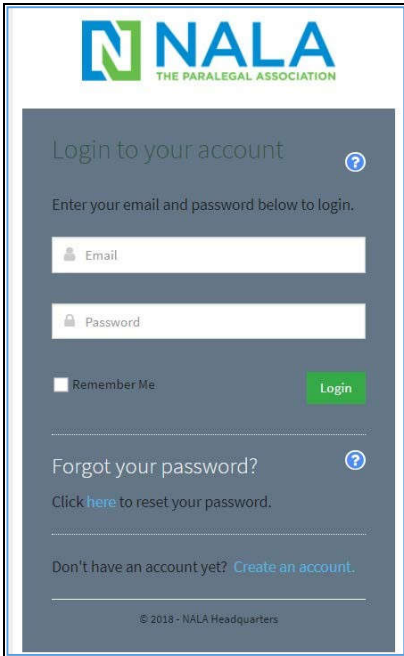 NALA
THE PARALEGAL ASSOCIATION
Login to your account
?
Enter your email and password below to login.
Email
Password
Remember Me
Login
Forgot your password?
?
Click here to reset your password.
Don't have an account yet? Create an account.
© 2018 - NALA Headquarters